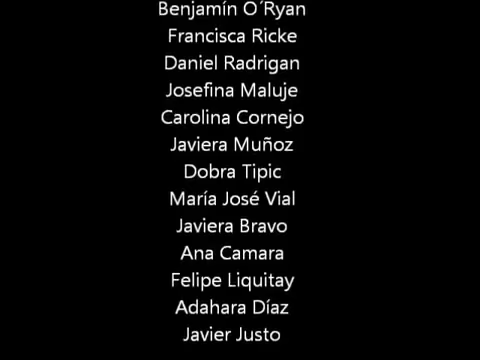 Benjamín O´Ryan
Francisca Ricke
Daniel Radrigan
Josefina Maluje
Carolina Cornejo
Javiera Muñoz
Dobra Tipic
María José Vial
Javiera Bravo
Ana Camara
Felipe Liquitay
Adahara Díaz
Javier Justo